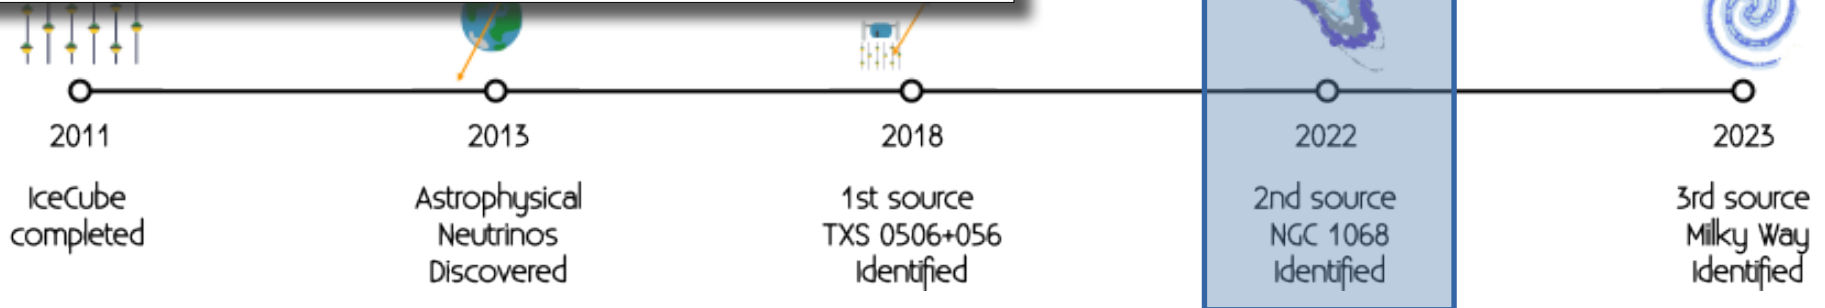 2011
IceCube
completed
2013
Astrophysical
Neutrinos
Discovered
2018
1st source
TXS 0506+056
Identified
2022
2nd source
NGC 1068
Identified
2023
3rd source
Milky Way
Identified